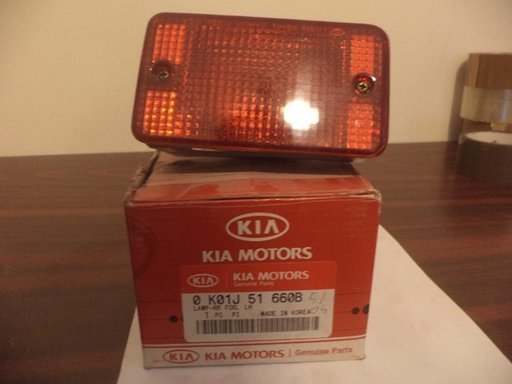 KIA
KIA MOTORS
KIA KIA MOTORS
Genuine Parts
0 K01J 51 660B
LAMP-RR FOG, LH
1 PC PI MADE IN KOREA
KIA KIA MOTORS Genuine Parts